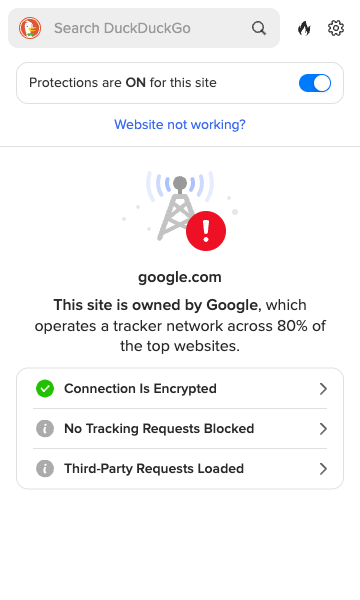 Search DuckDuckGo
Protections are ON for this site
Website not working?
google.com
This site is owned by Google, which
operates a tracker network across 80% of
the top websites.
Connection Is Encrypted
No Tracking Requests Blocked
Third-Party Requests Loaded